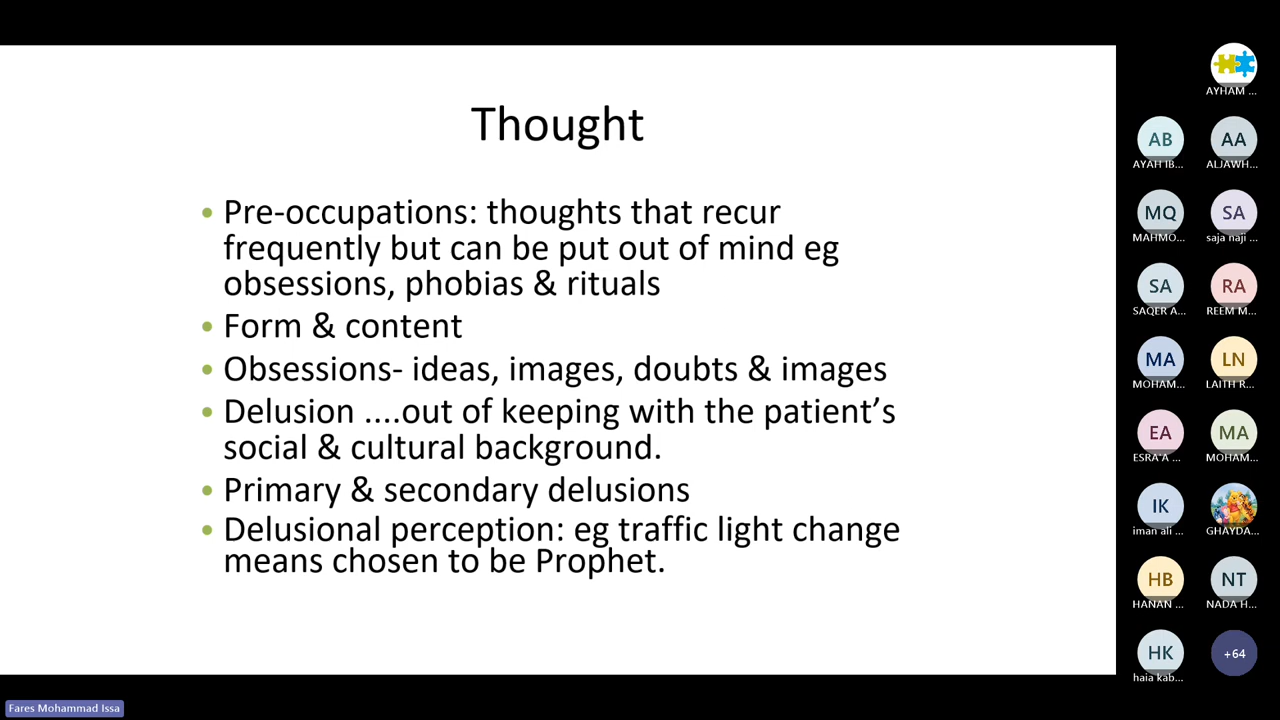 Thought
• Pre-occupations: thoughts that recur
frequently but can be put out of mind eg
obsessions, phobias & rituals
• Form & content
• Obsessions- ideas, images, doubts & images
• Delusion ....out of keeping with the patient’s
social & cultural background.
• Primary & secondary delusions
• Delusional perception: eg traffic light change
means chosen to be Prophet.
AYHAM ...
AB
AYAH IB...
AA
ALJAWH...
MQ
MAHMO...
SA
saja naji ...
SA
SAQER A...
RA
REEM M...
MA
MOHAM...
LN
LAITH R...
EA
ESRA'A ...
MA
MOHAM...
IK
iman ali ...
GHAYDA...
HB
HANAN ...
NT
NADA H...
HK
haia kab...
+64
Fares Mohammad Issa